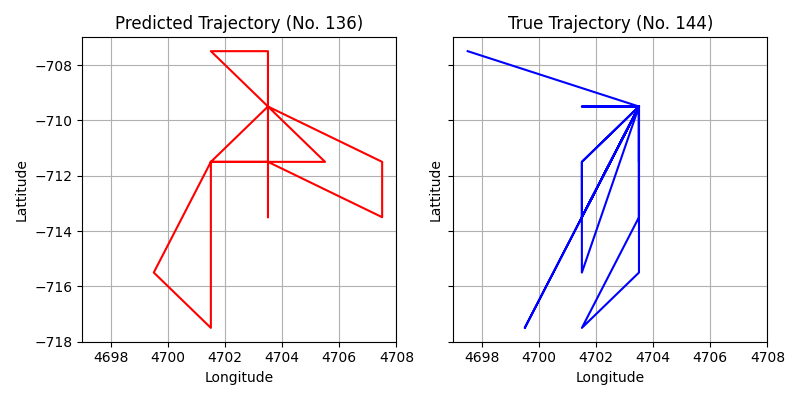 Predicted Trajectory (No. 136)
True Trajectory (No. 144)
−708
−710
−712
−714
−716
−718
Lattitude
Lattitude
4698 4700 4702 4704 4706 4708
4698 4700 4702 4704 4706 4708
Longitude
Longitude